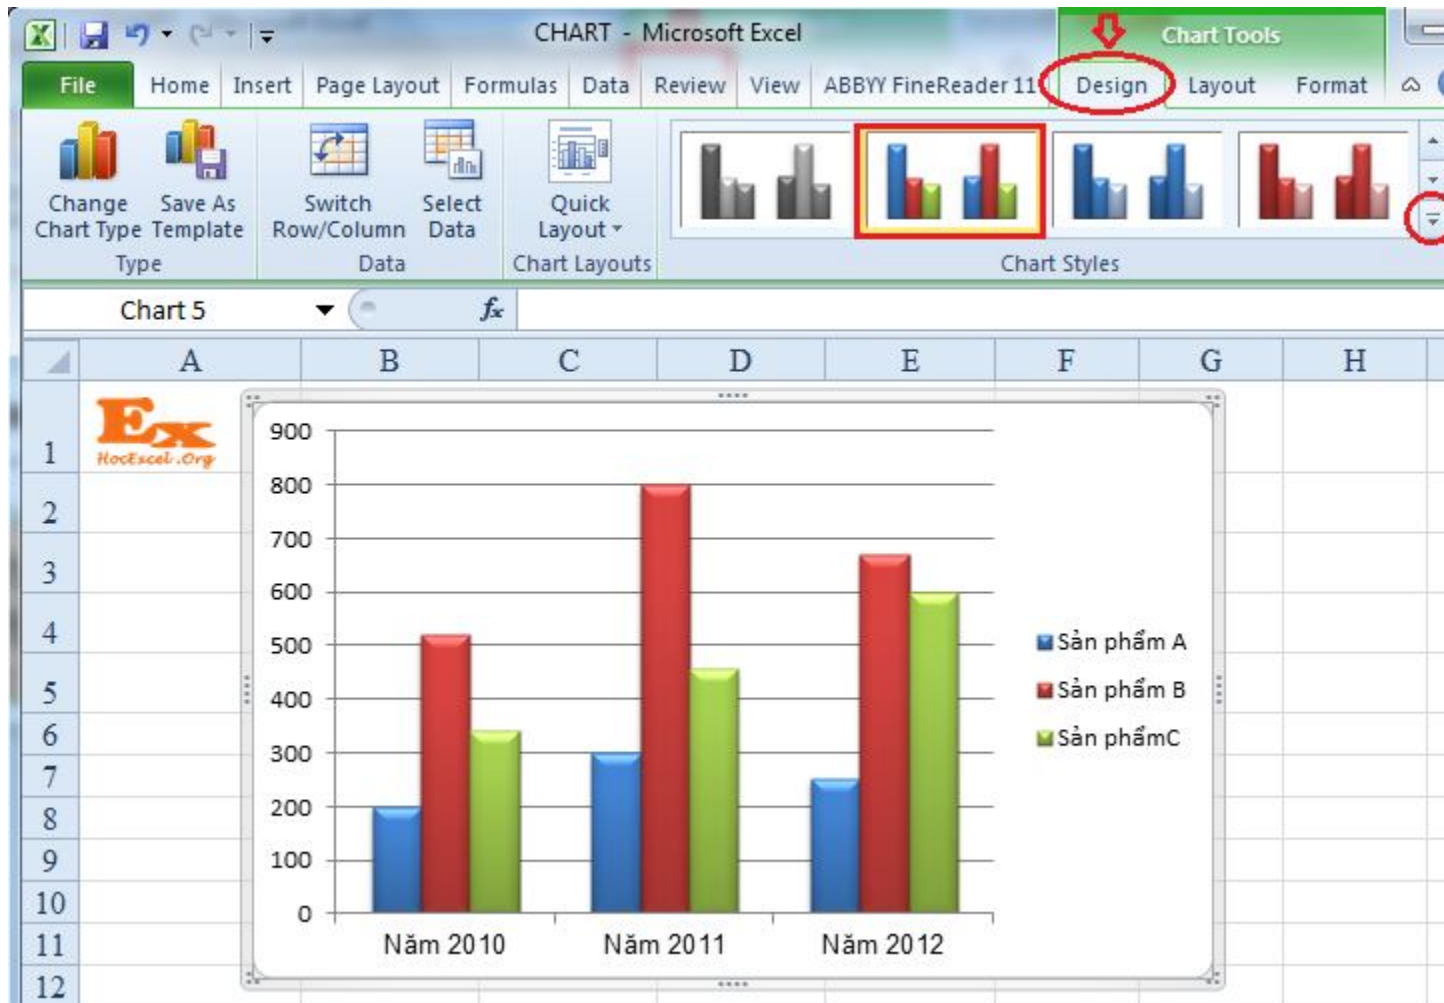 CHART - Microsoft Excel
Chart Tools
File Home Insert Page Layout Formulas Data Review View ABBYY FineReader 11 Design Layout Format
Change Chart Type
Save As Template
Switch Row/Column
Select Data
Quick Layout
Type
Data
Chart Layouts
Chart Styles
Chart 5
fx
A B C D E F G H
1
2
3
4
5
6
7
8
9
10
11
12
Ex
HocExcel.Org
900
800
700
600
500
400
300
200
100
0
Năm 2010 Năm 2011 Năm 2012
Sản phẩm A
Sản phẩm B
Sản phẩmC